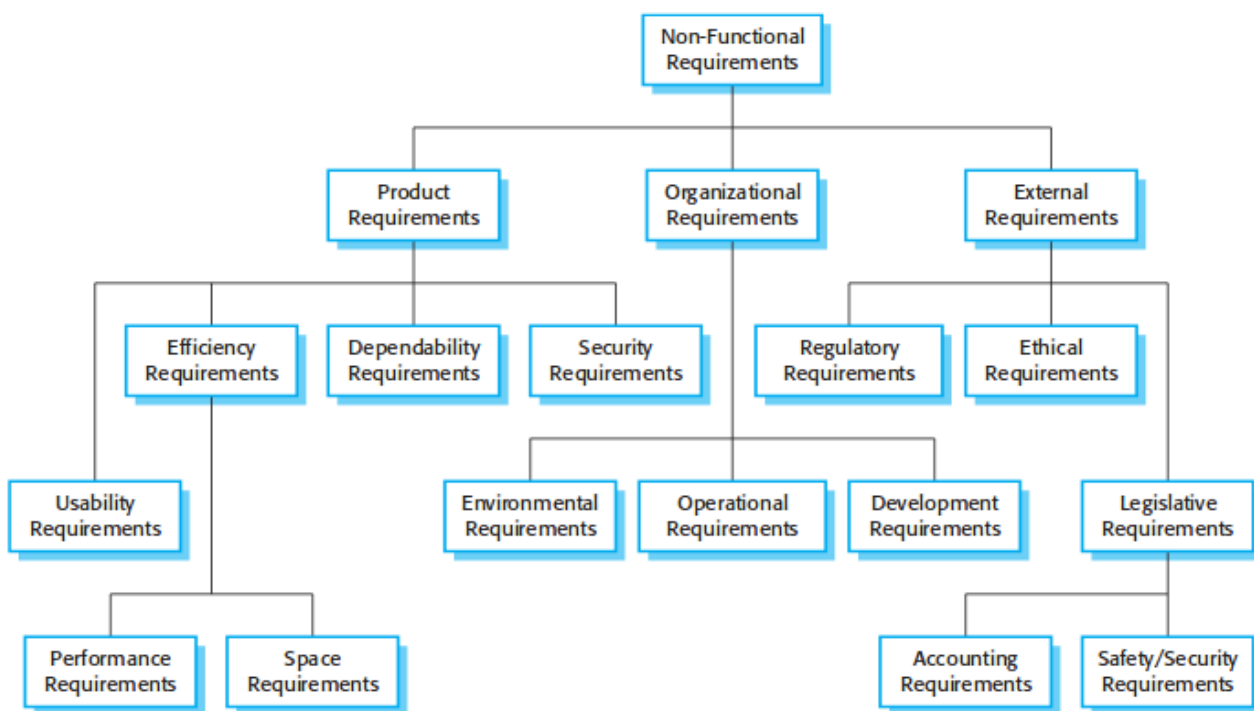 Non-Functional
Requirements
Product
Requirements
Organizational
Requirements
External
Requirements
Efficiency
Requirements
Dependability
Requirements
Security
Requirements
Regulatory
Requirements
Ethical
Requirements
Usability
Requirements
Environmental
Requirements
Operational
Requirements
Development
Requirements
Legislative
Requirements
Performance
Requirements
Space
Requirements
Accounting
Requirements
Safety/Security
Requirements